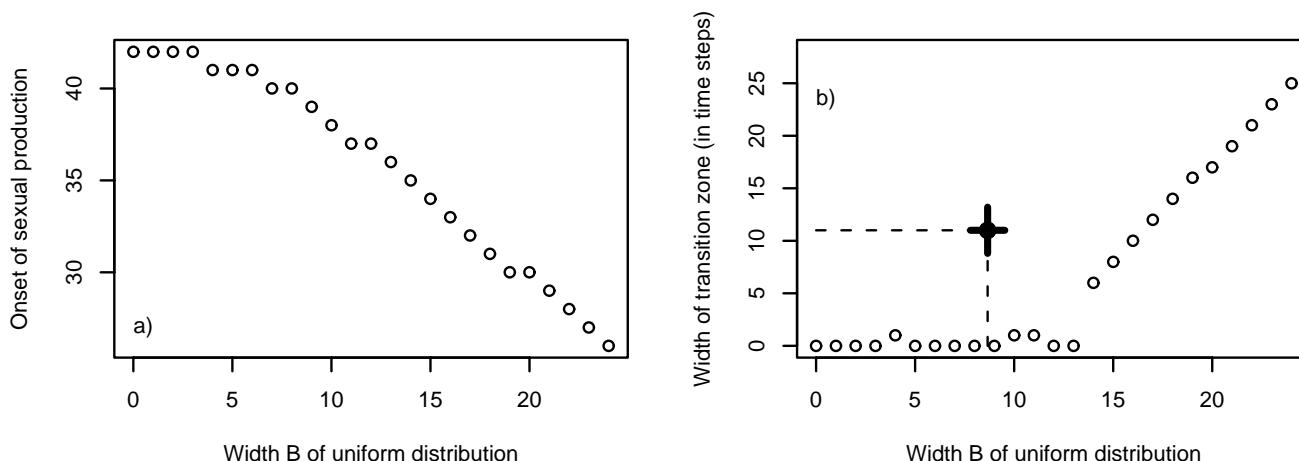 Onset of sexual production
40
35
30
a)
0 5 10 15 20
Width B of uniform distribution
Width of transition zone (in time steps)
25
20
15
10
5
0
b)
0 5 10 15 20
Width B of uniform distribution